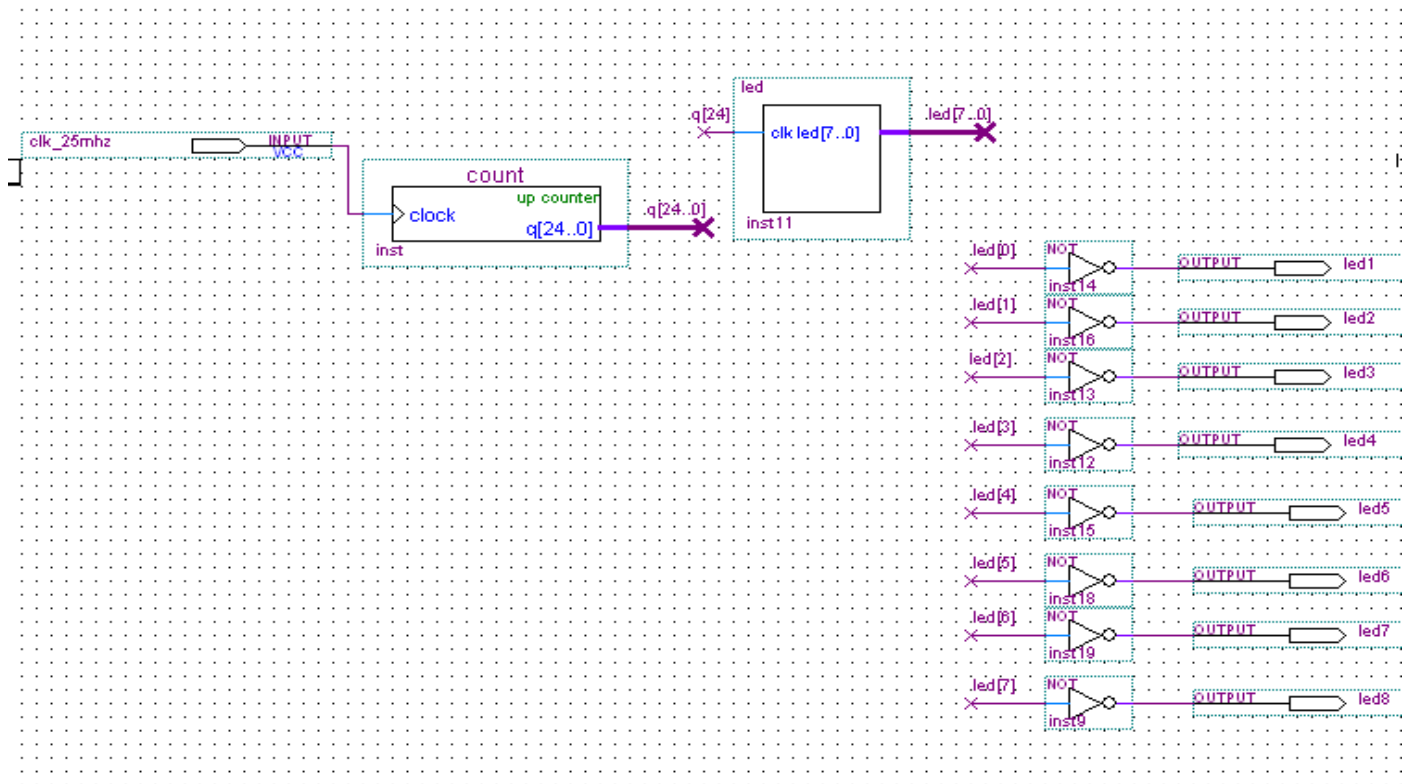 clk_25mhz
INPUT
VCC
count
up counter
clock
q[24..0]
inst
.q[24..0]
led
.q[24]
clk led[7..0]
inst11
.led[7..0]
.led[0].
NOT
inst14
OUTPUT
led1
.led[1].
NOT
inst16
OUTPUT
led2
led[2].
NOT
inst13
OUTPUT
led3
.led[3].
NOT
inst12
OUTPUT
led4
.led[4].
NOT
inst15
OUTPUT
led5
.led[5].
NOT
inst18
OUTPUT
led6
.led[6].
NOT
inst19
OUTPUT
led7
.led[7].
NOT
inst9
OUTPUT
led8